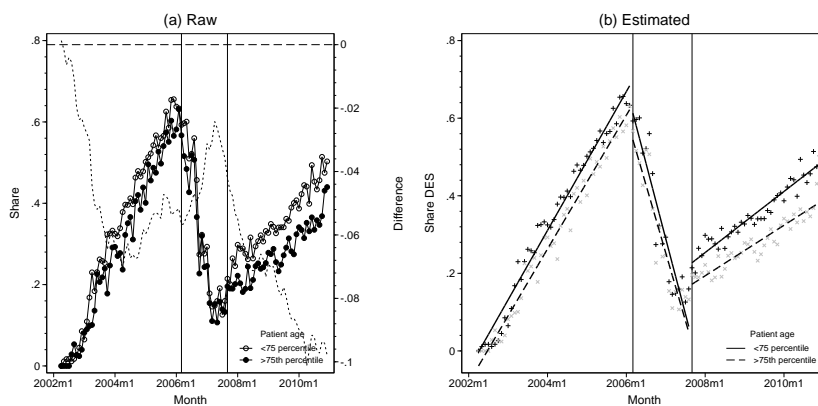 (a) Raw
.8
.6
.4
.2
0
Share
0
-.02
-.04
-.06
-.08
-.1
Difference
2002m1 2004m1 2006m1 2008m1 2010m1
Month
Patient age
<75 percentile
>75th percentile
(b) Estimated
.8
.6
.4
.2
0
Share DES
2002m1 2004m1 2006m1 2008m1 2010m1
Month
Patient age
<75 percentile
>75th percentile